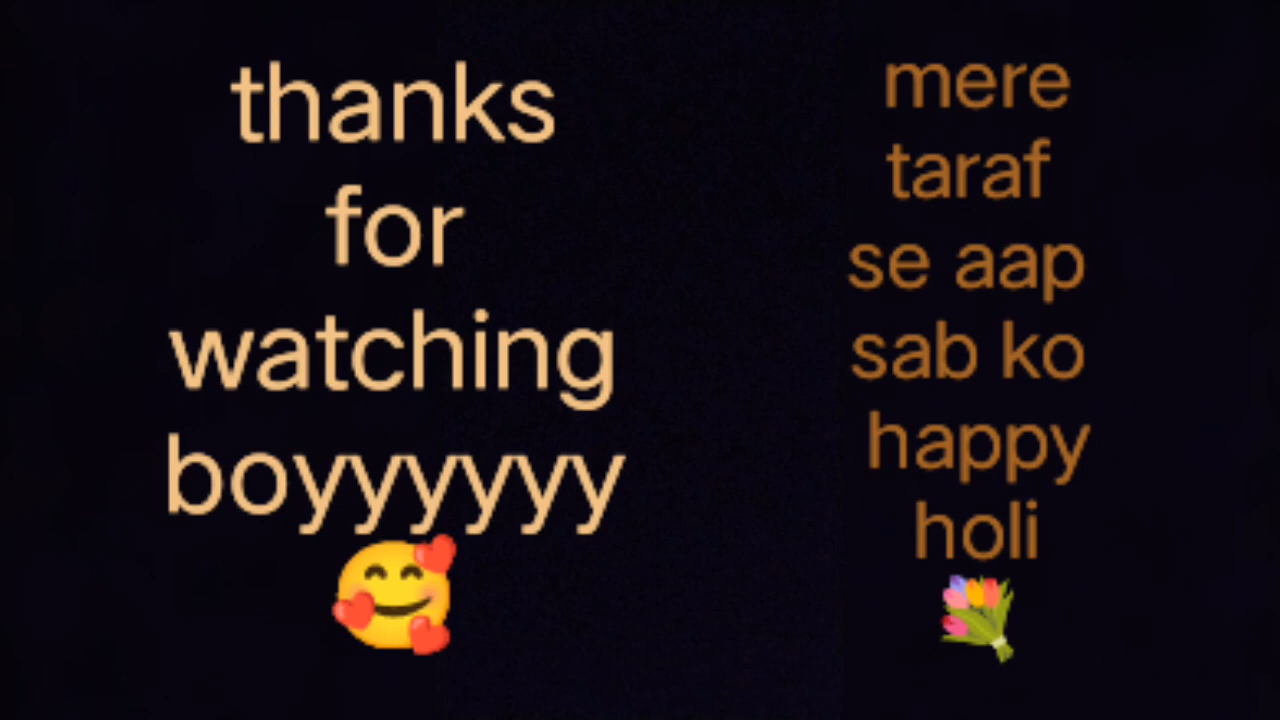 thanks
for
watching
boyyyyyy
🥰
mere
taraf
se aap
sab ko
happy
holi
💐